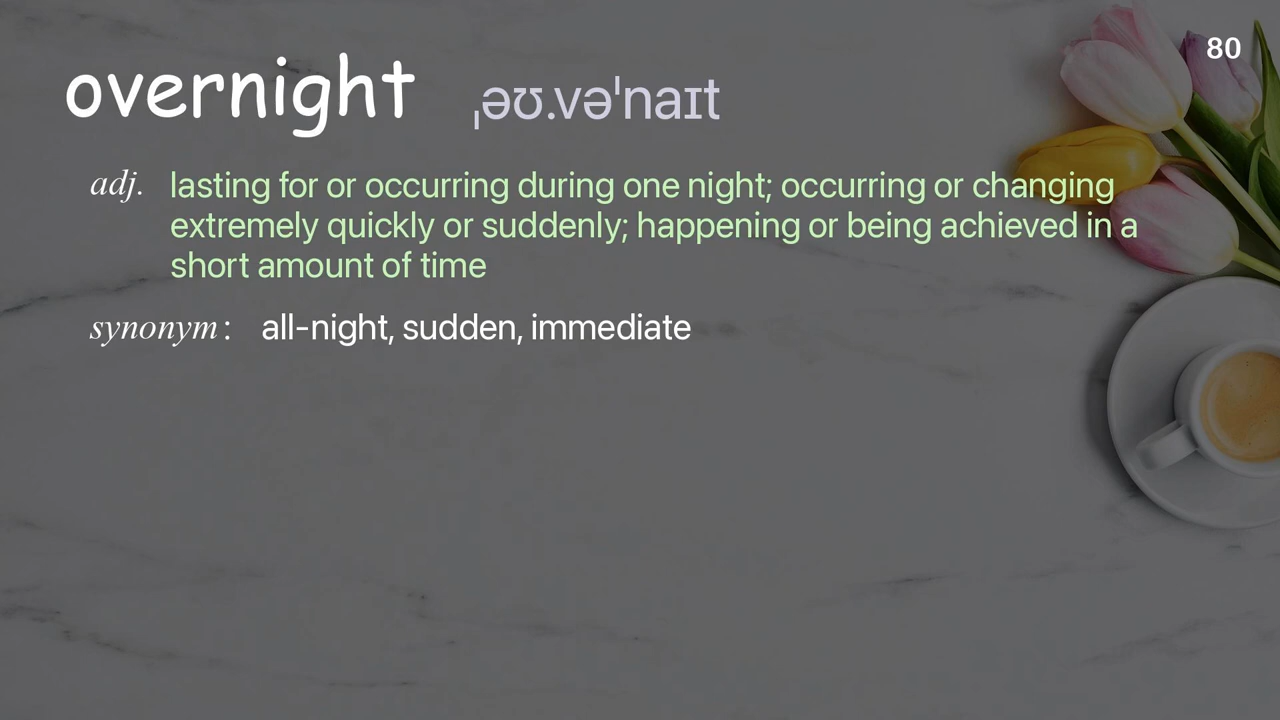 80
overnight ˌəʊ.vəˈnaɪt
adj. lasting for or occurring during one night; occurring or changing
extremely quickly or suddenly; happening or being achieved in a
short amount of time
synonym: all-night, sudden, immediate